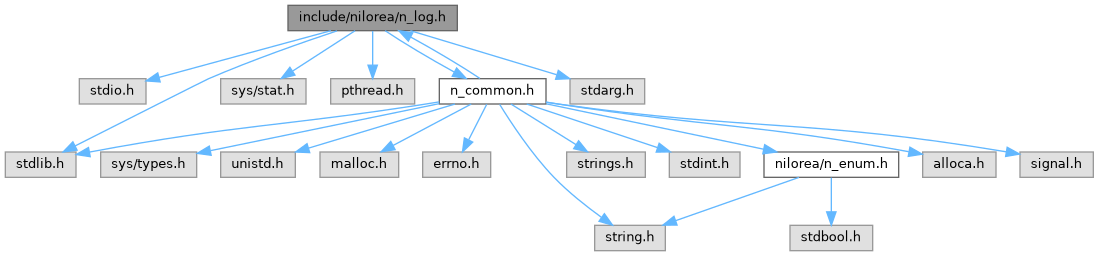 include/nilorea/n_log.h
stdio.h
sys/stat.h
pthread.h
n_common.h
stdarg.h
stdlib.h
sys/types.h
unistd.h
malloc.h
errno.h
strings.h
stdint.h
nilorea/n_enum.h
alloca.h
signal.h
string.h
stdbool.h